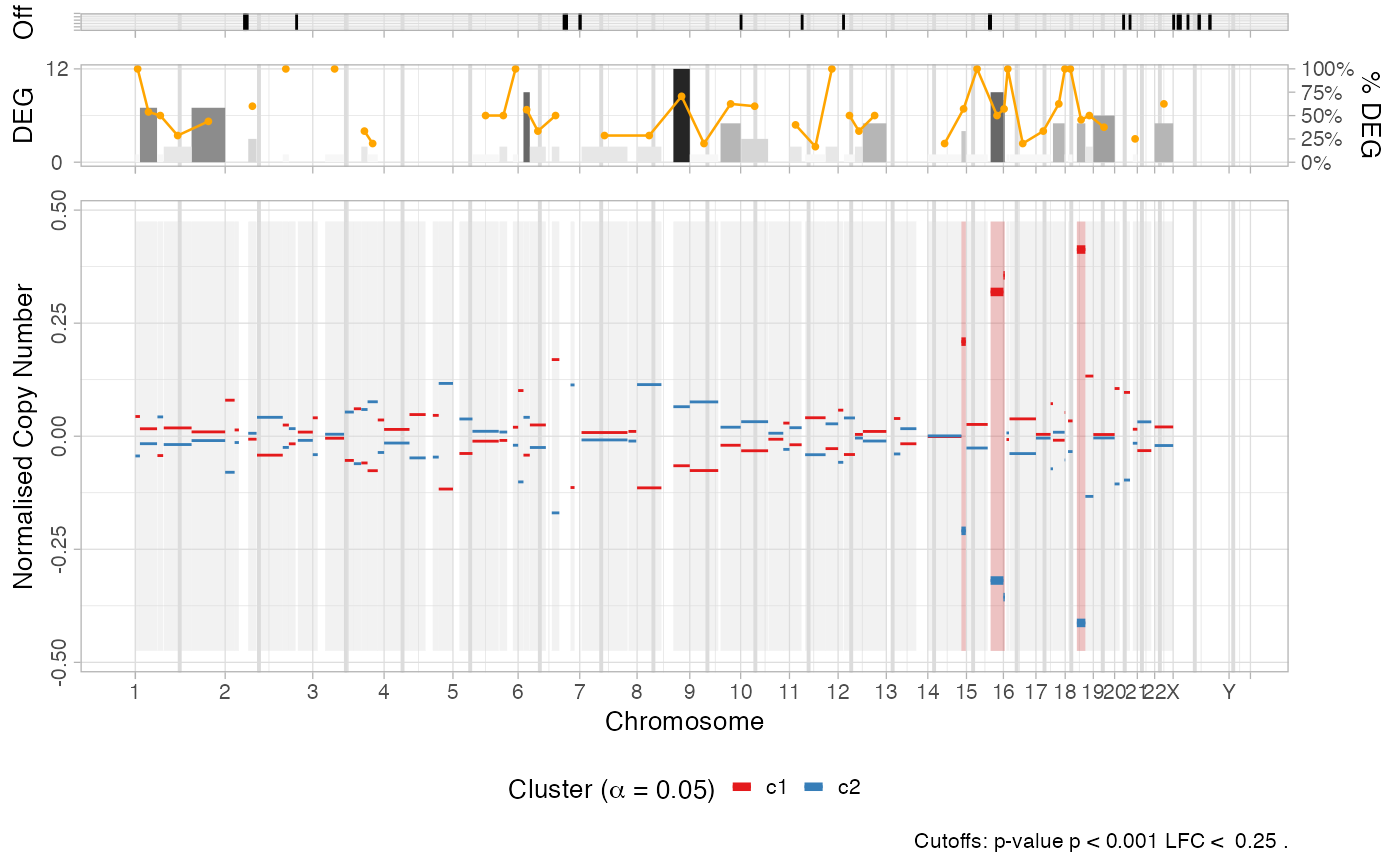 Off
DEG
12
0
100%
75%
50%
25%
0%
% DEG
Normalised Copy Number
0.50
0.25
0.00
-0.25
-0.50
1 2 3 4 5 6 7 8 9 10 11 12 13 14 15 16 17 18 19 20 21 22 X Y
Chromosome
Cluster (α = 0.05) c1 c2
Cutoffs: p-value p < 0.001 LFC < 0.25 .